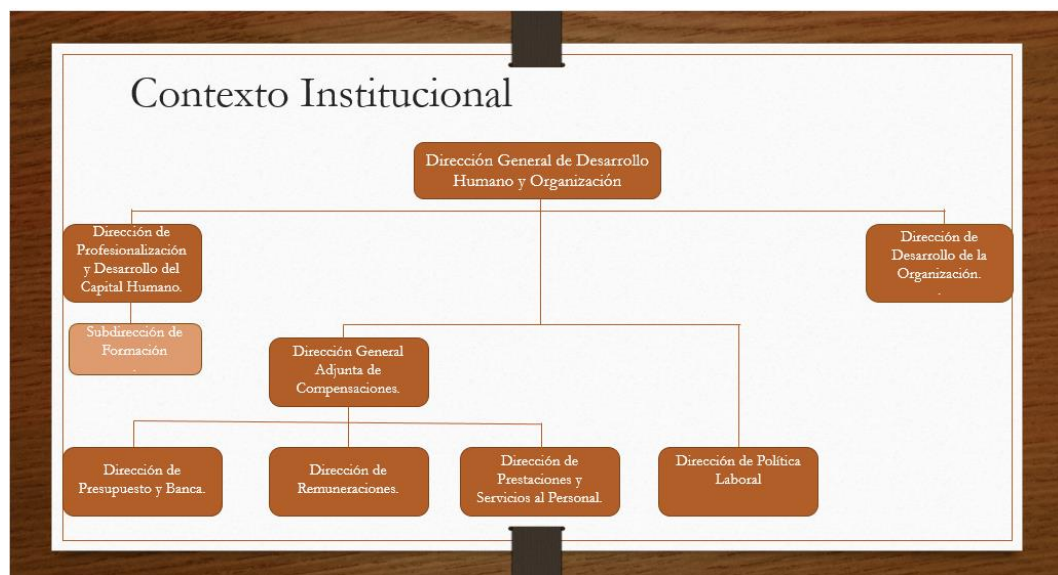 Contexto Institucional
Dirección General de Desarrollo
Humano y Organización
Dirección de
Profesionalización
y Desarrollo del
Capital Humano.
Dirección de
Desarrollo de la
Organización.
.
Subdirección de
Formación
.
Dirección General
Adjunta de
Compensaciones.
Dirección de
Presupuesto y Banca.
Dirección de
Remuneraciones.
Dirección de
Prestaciones y
Servicios al Personal.
Dirección de Política
Laboral